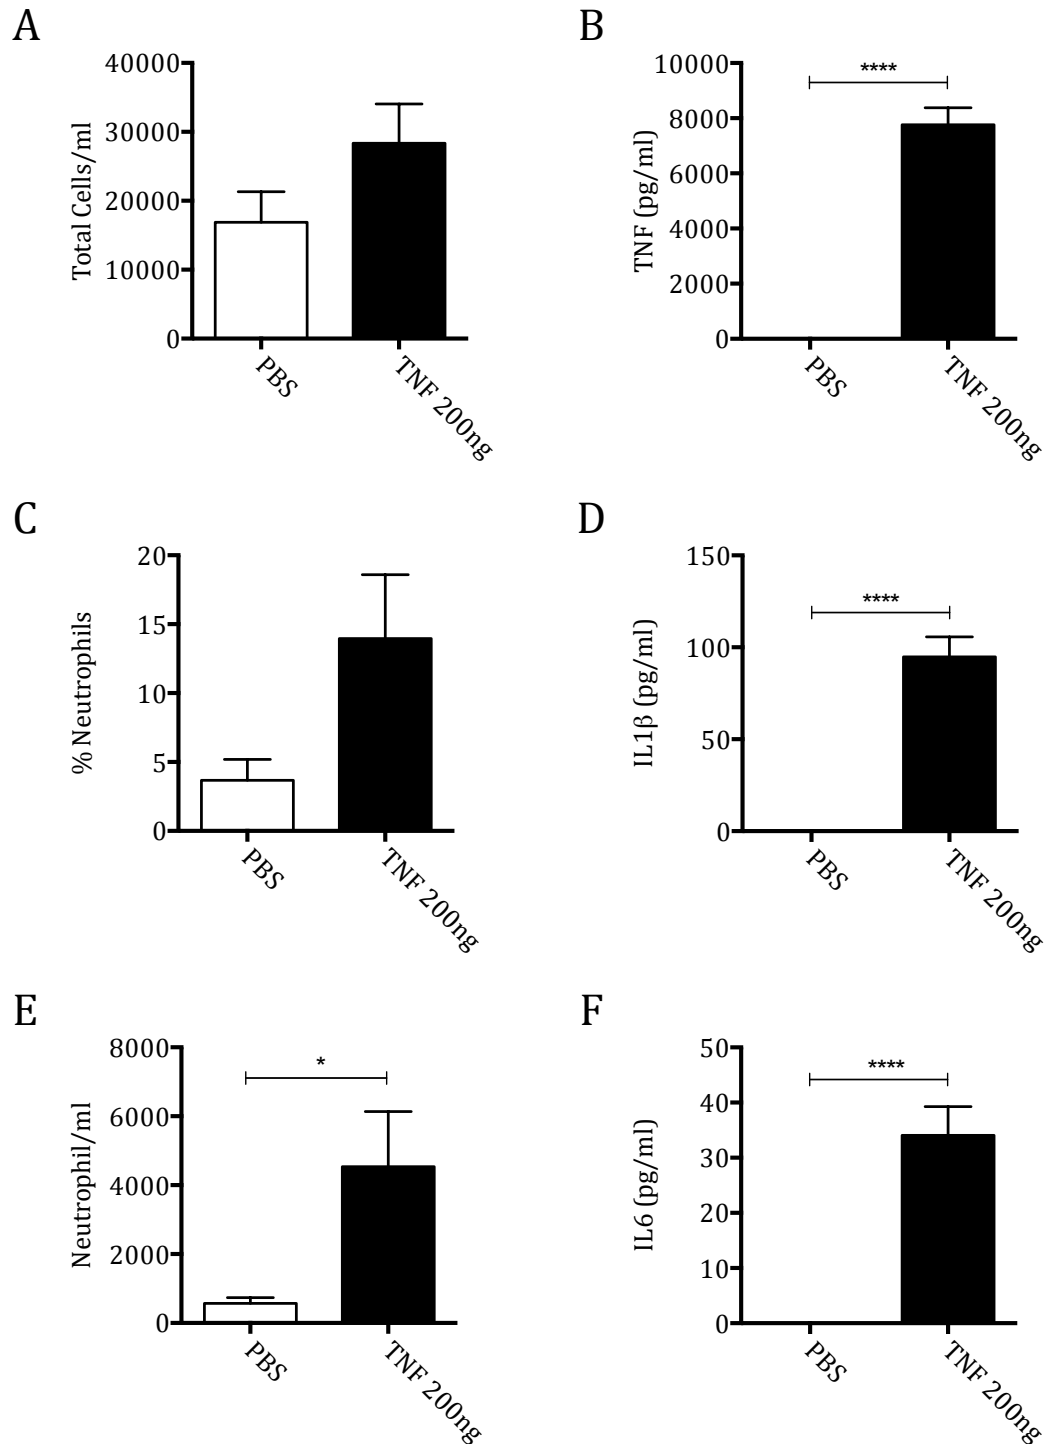 A
Total Cells/ml
40000
30000
20000
10000
0
PBS
TNF 200ng
B
TNF (pg/ml)
10000
8000
6000
4000
2000
0
****
PBS
TNF 200ng
C
% Neutrophils
20
15
10
5
0
PBS
TNF 200ng
D
IL1β (pg/ml)
150
100
50
0
****
PBS
TNF 200ng
E
Neutrophil/ml
8000
6000
4000
2000
0
*
PBS
TNF 200ng
F
IL6 (pg/ml)
50
40
30
20
10
0
****
PBS
TNF 200ng